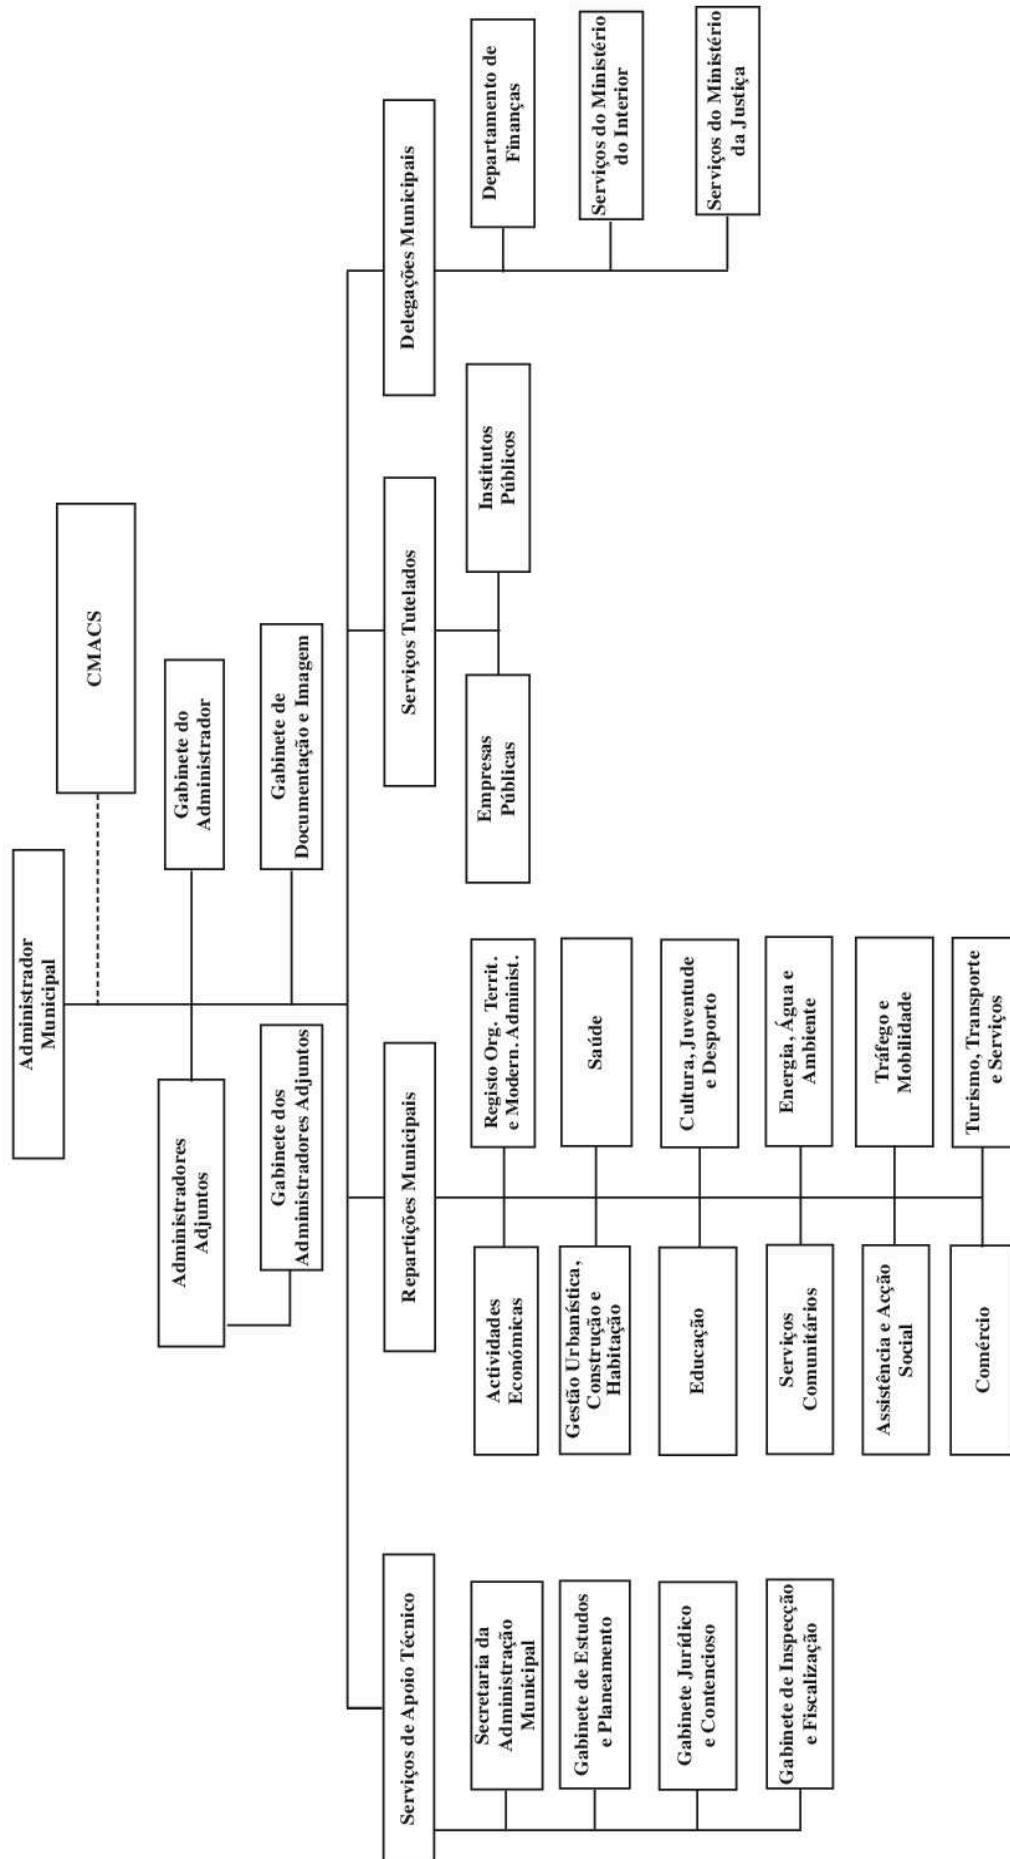 Administrador
Municipal
CMACS
Administradores
Adjuntos
Gabinete do
Administrador
Gabinete dos
Administradores Adjuntos
Gabinete de
Documentação e Imagem
Serviços de Apoio Técnico
Repartições Municipais
Serviços Tutelados
Delegações Municipais
Secretaria da
Administração
Municipal
Gabinete de Estudos
e Planeamento
Gabinete Jurídico
e Contencioso
Gabinete de Inspecção
e Fiscalização
Actividades
Económicas
Registo Org. Territ.
e Modern. Administ.
Gestão Urbanística,
Construção e
Habitação
Saúde
Educação
Cultura, Juventude
e Desporto
Serviços
Comunitários
Energia, Água e
Ambiente
Assistência e Acção
Social
Tráfego e
Mobilidade
Comércio
Turismo, Transporte
e Serviços
Empresas
Públicas
Institutos
Públicos
Departamento de
Finanças
Serviços do Ministério
do Interior
Serviços do Ministério
da Justiça